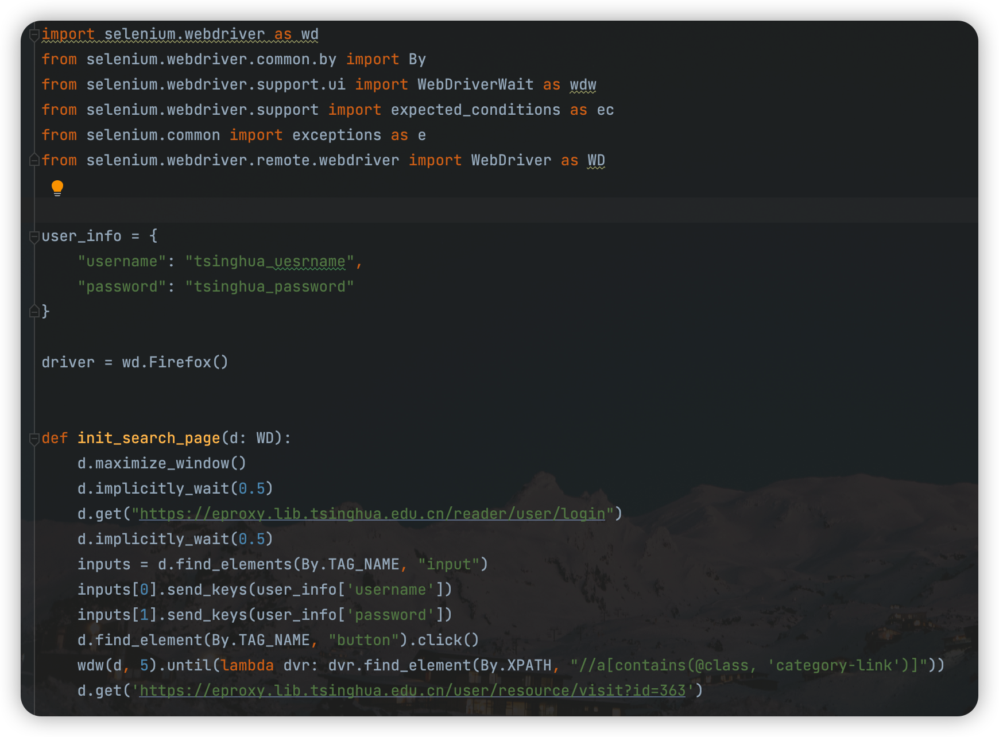 import selenium.webdriver as wd
from selenium.webdriver.common.by import By
from selenium.webdriver.support.ui import WebDriverWait as wdw
from selenium.webdriver.support import expected_conditions as ec
from selenium.common import exceptions as e
from selenium.webdriver.remote.webdriver import WebDriver as WD
user_info = {
    "username": "tsinghua_uesrname",
    "password": "tsinghua_password"
}
driver = wd.Firefox()
def init_search_page(d: WD):
    d.maximize_window()
    d.implicitly_wait(0.5)
    d.get("https://eproxy.lib.tsinghua.edu.cn/reader/user/login")
    d.implicitly_wait(0.5)
    inputs = d.find_elements(By.TAG_NAME, "input")
    inputs[0].send_keys(user_info['username'])
    inputs[1].send_keys(user_info['password'])
    d.find_element(By.TAG_NAME, "button").click()
    wdw(d, 5).until(lambda dvr: dvr.find_element(By.XPATH, "//a[contains(@class, 'category-link')]"))
    d.get('https://eproxy.lib.tsinghua.edu.cn/user/resource/visit?id=363')